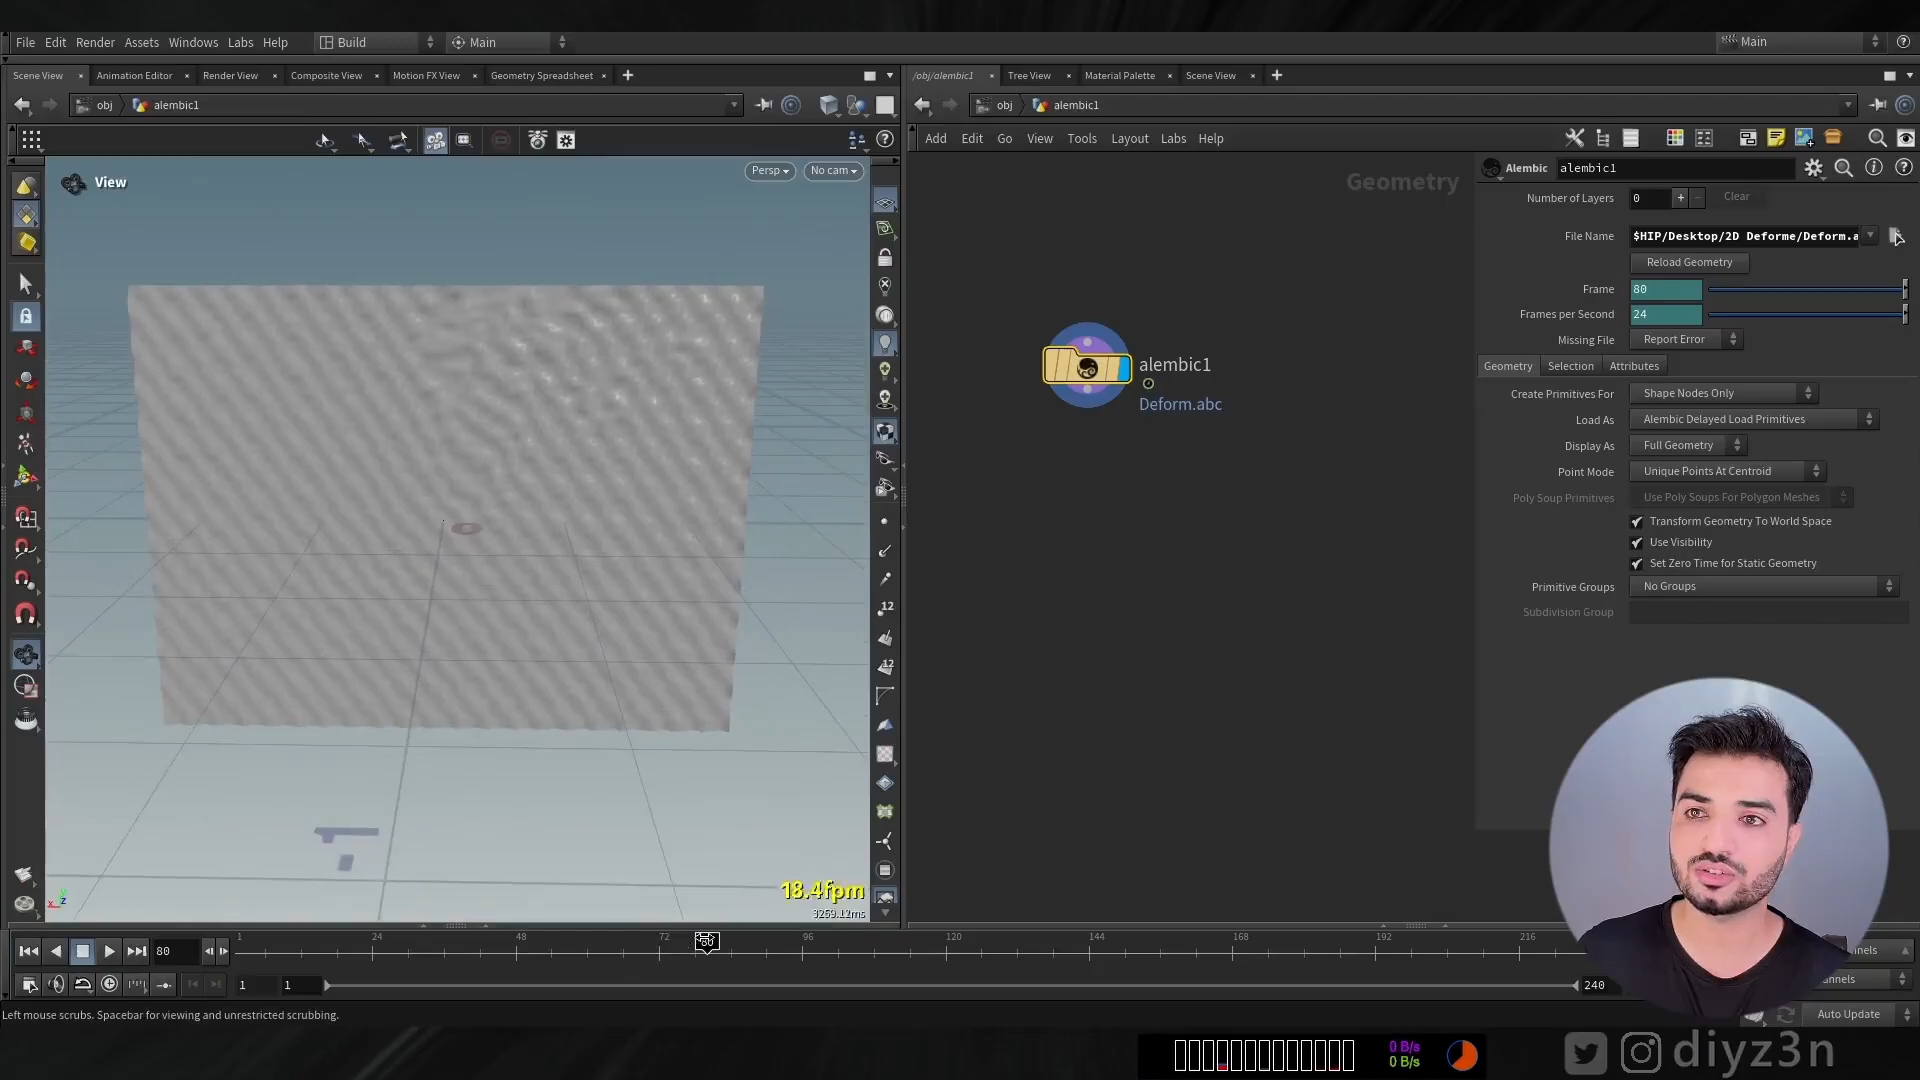 File Edit Render Assets Windows Labs Help Build Main Main
Scene View Animation Editor Render View Composite View Motion FX View Geometry Spreadsheet
/obj/alembic1 Tree View Material Palette Scene View
obj alembic1
obj alembic1
Add Edit Go View Tools Layout Labs Help
View
Persp No cam
Geometry
alembic1
Deform.abc
Alembic alembic1
Number of Layers 0 + - Clear
File Name $HIP/Desktop/2D Deforme/Deform.a
Reload Geometry
Frame 80
Frames per Second 24
Missing File Report Error
Geometry Selection Attributes
Create Primitives For Shape Nodes Only
Load As Alembic Delayed Load Primitives
Display As Full Geometry
Point Mode Unique Points At Centroid
Poly Soup Primitives Use Poly Soups For Polygon Meshes
Transform Geometry To World Space
Use Visibility
Set Zero Time for Static Geometry
Primitive Groups No Groups
Subdivision Group
12
12
x y z
18.4fpm
3259.12ms
80
1 24 48 72 80 96 120 144 168 192 216
nnels
1 1 240
annels
Left mouse scrubs. Spacebar for viewing and unrestricted scrubbing.
Auto Update
0 B/s
0 B/s
diyz3n